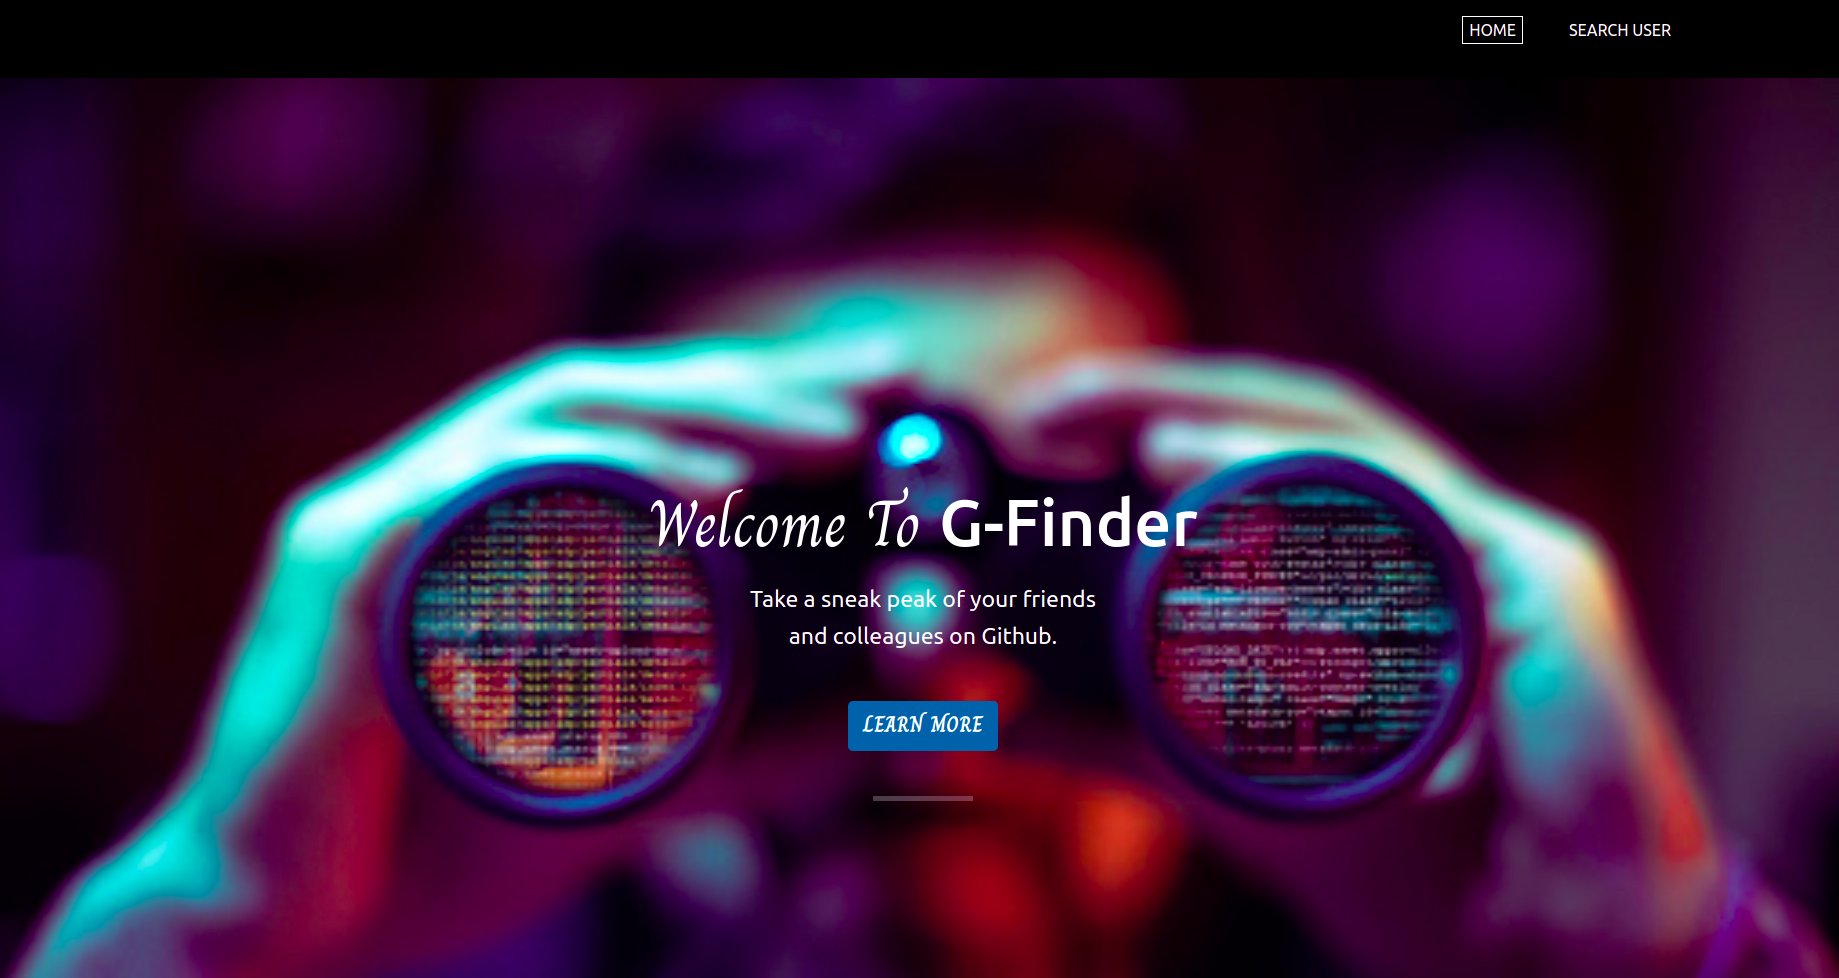 HOME SEARCH USER
Welcome To G-Finder
Take a sneak peak of your friends
and colleagues on Github.
LEARN MORE